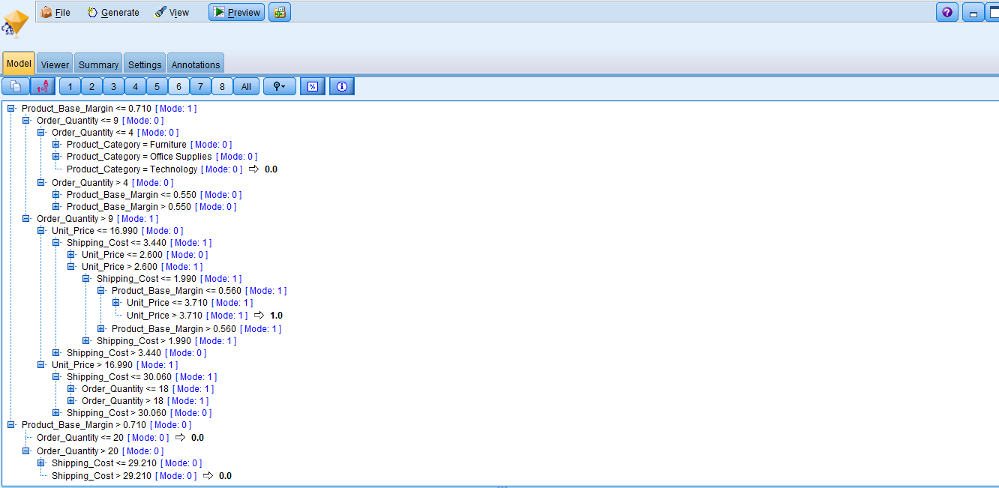 File Generate View Preview
C 5.0
Model Viewer Summary Settings Annotations
1 2 3 4 5 6 7 8 All %
Product_Base_Margin <= 0.710 [ Mode: 1 ]
Order_Quantity <= 9 [ Mode: 0 ]
Order_Quantity <= 4 [ Mode: 0 ]
Product_Category = Furniture [ Mode: 0 ]
Product_Category = Office Supplies [ Mode: 0 ]
Product_Category = Technology [ Mode: 0 ] ⇨ 0.0
Order_Quantity > 4 [ Mode: 0 ]
Product_Base_Margin <= 0.550 [ Mode: 0 ]
Product_Base_Margin > 0.550 [ Mode: 0 ]
Order_Quantity > 9 [ Mode: 1 ]
Unit_Price <= 16.990 [ Mode: 0 ]
Shipping_Cost <= 3.440 [ Mode: 1 ]
Unit_Price <= 2.600 [ Mode: 0 ]
Unit_Price > 2.600 [ Mode: 1 ]
Shipping_Cost <= 1.990 [ Mode: 1 ]
Product_Base_Margin <= 0.560 [ Mode: 1 ]
Unit_Price <= 3.710 [ Mode: 1 ]
Unit_Price > 3.710 [ Mode: 1 ] ⇨ 1.0
Product_Base_Margin > 0.560 [ Mode: 1 ]
Shipping_Cost > 1.990 [ Mode: 1 ]
Shipping_Cost > 3.440 [ Mode: 0 ]
Unit_Price > 16.990 [ Mode: 1 ]
Shipping_Cost <= 30.060 [ Mode: 1 ]
Order_Quantity <= 18 [ Mode: 1 ]
Order_Quantity > 18 [ Mode: 1 ]
Shipping_Cost > 30.060 [ Mode: 0 ]
Product_Base_Margin > 0.710 [ Mode: 0 ]
Order_Quantity <= 20 [ Mode: 0 ] ⇨ 0.0
Order_Quantity > 20 [ Mode: 0 ]
Shipping_Cost <= 29.210 [ Mode: 0 ]
Shipping_Cost > 29.210 [ Mode: 0 ] ⇨ 0.0